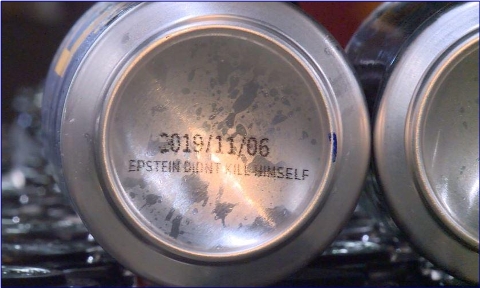 2019/11/06
EPSTEIN DIDNT KILL HIMSELF